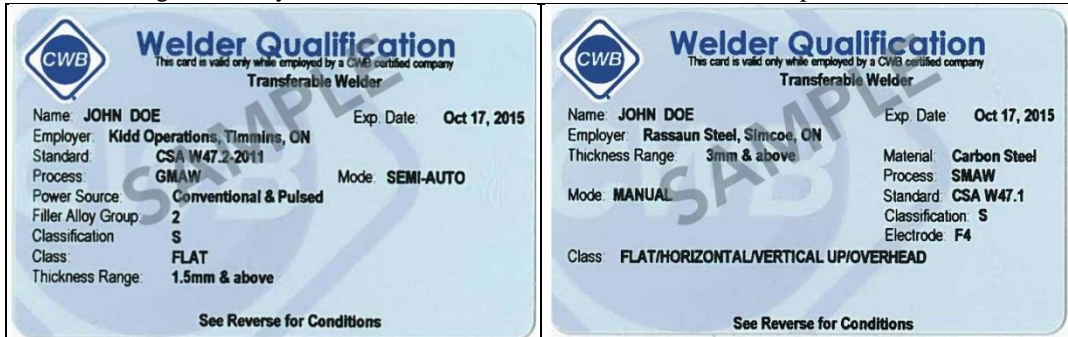 CWB
Welder Qualification
This card is valid only while employed by a CWB certified company
Transferable Welder
Name: JOHN DOE Exp. Date: Oct 17, 2015
Employer: Kidd Operations, Timmins, ON
Standard: CSA W47.2-2011
Process: GMAW Mode: SEMI-AUTO
Power Source: Conventional & Pulsed
Filler Alloy Group: 2
Classification S
Class: FLAT
Thickness Range: 1.5mm & above
See Reverse for Conditions
SAMPLE
CWB
Welder Qualification
This card is valid only while employed by a CWB certified company
Transferable Welder
Name: JOHN DOE Exp. Date: Oct 17, 2015
Employer: Rassaun Steel, Simcoe, ON
Thickness Range: 3mm & above Material: Carbon Steel
Process: SMAW
Mode: MANUAL Standard: CSA W47.1
Classification: S
Electrode: F4
Class: FLAT/HORIZONTAL/VERTICAL UP/OVERHEAD
See Reverse for Conditions
SAMPLE